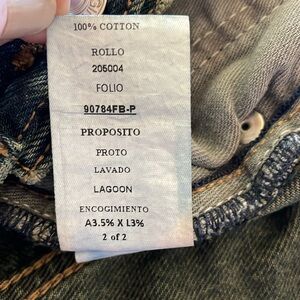 100% COTTON
ROLLO
205004
FOLIO
90784FB-P
PROPOSITO
PROTO
LAVADO
LAGOON
ENCOGIMIENTO
A3.5% X L3%
2 of 2